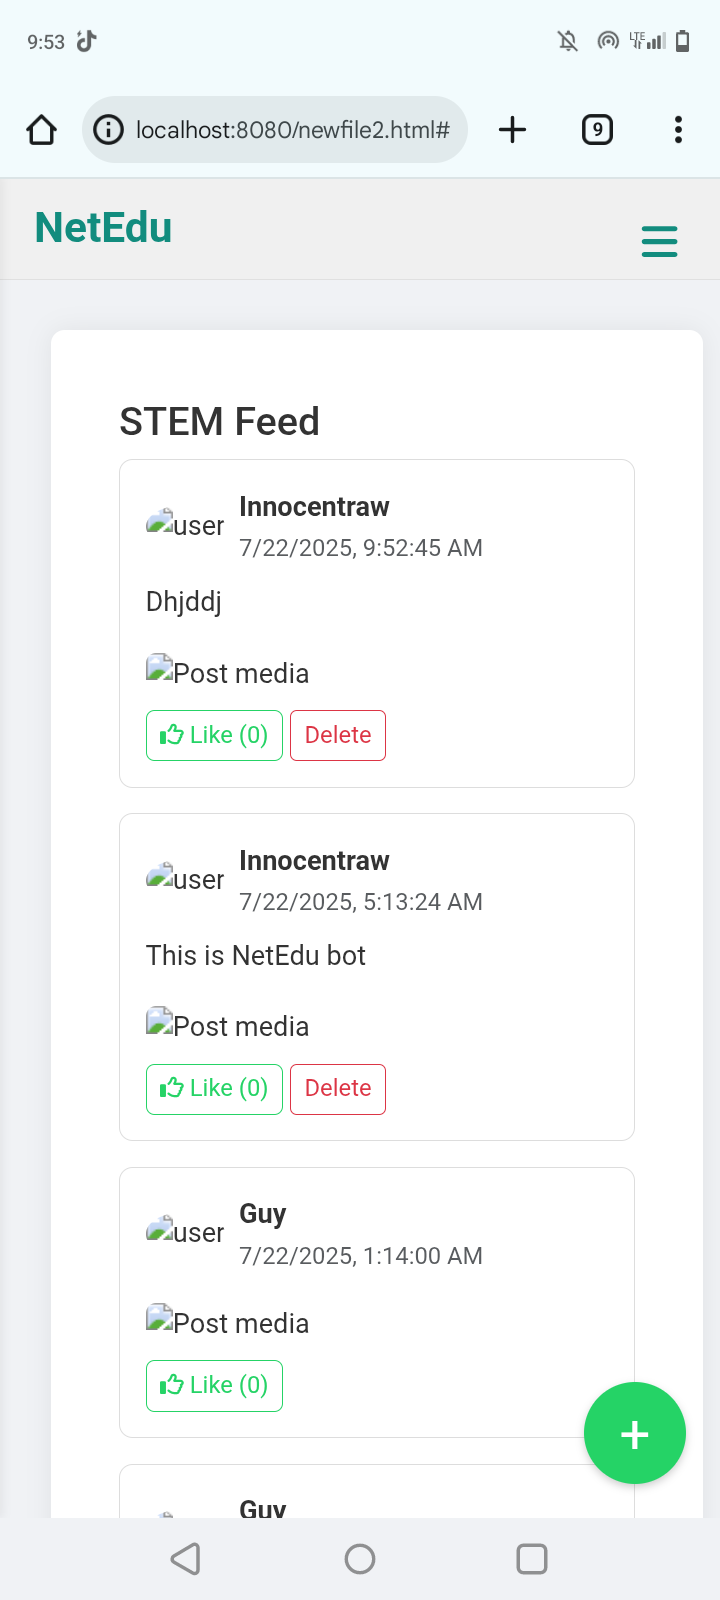 9:53
LTE
localhost:8080/newfile2.html#
9
NetEdu
STEM Feed
user
Innocentraw
7/22/2025, 9:52:45 AM
Dhjddj
Post media
Like (0) Delete
user
Innocentraw
7/22/2025, 5:13:24 AM
This is NetEdu bot
Post media
Like (0) Delete
user
Guy
7/22/2025, 1:14:00 AM
Post media
Like (0)
+
Guy